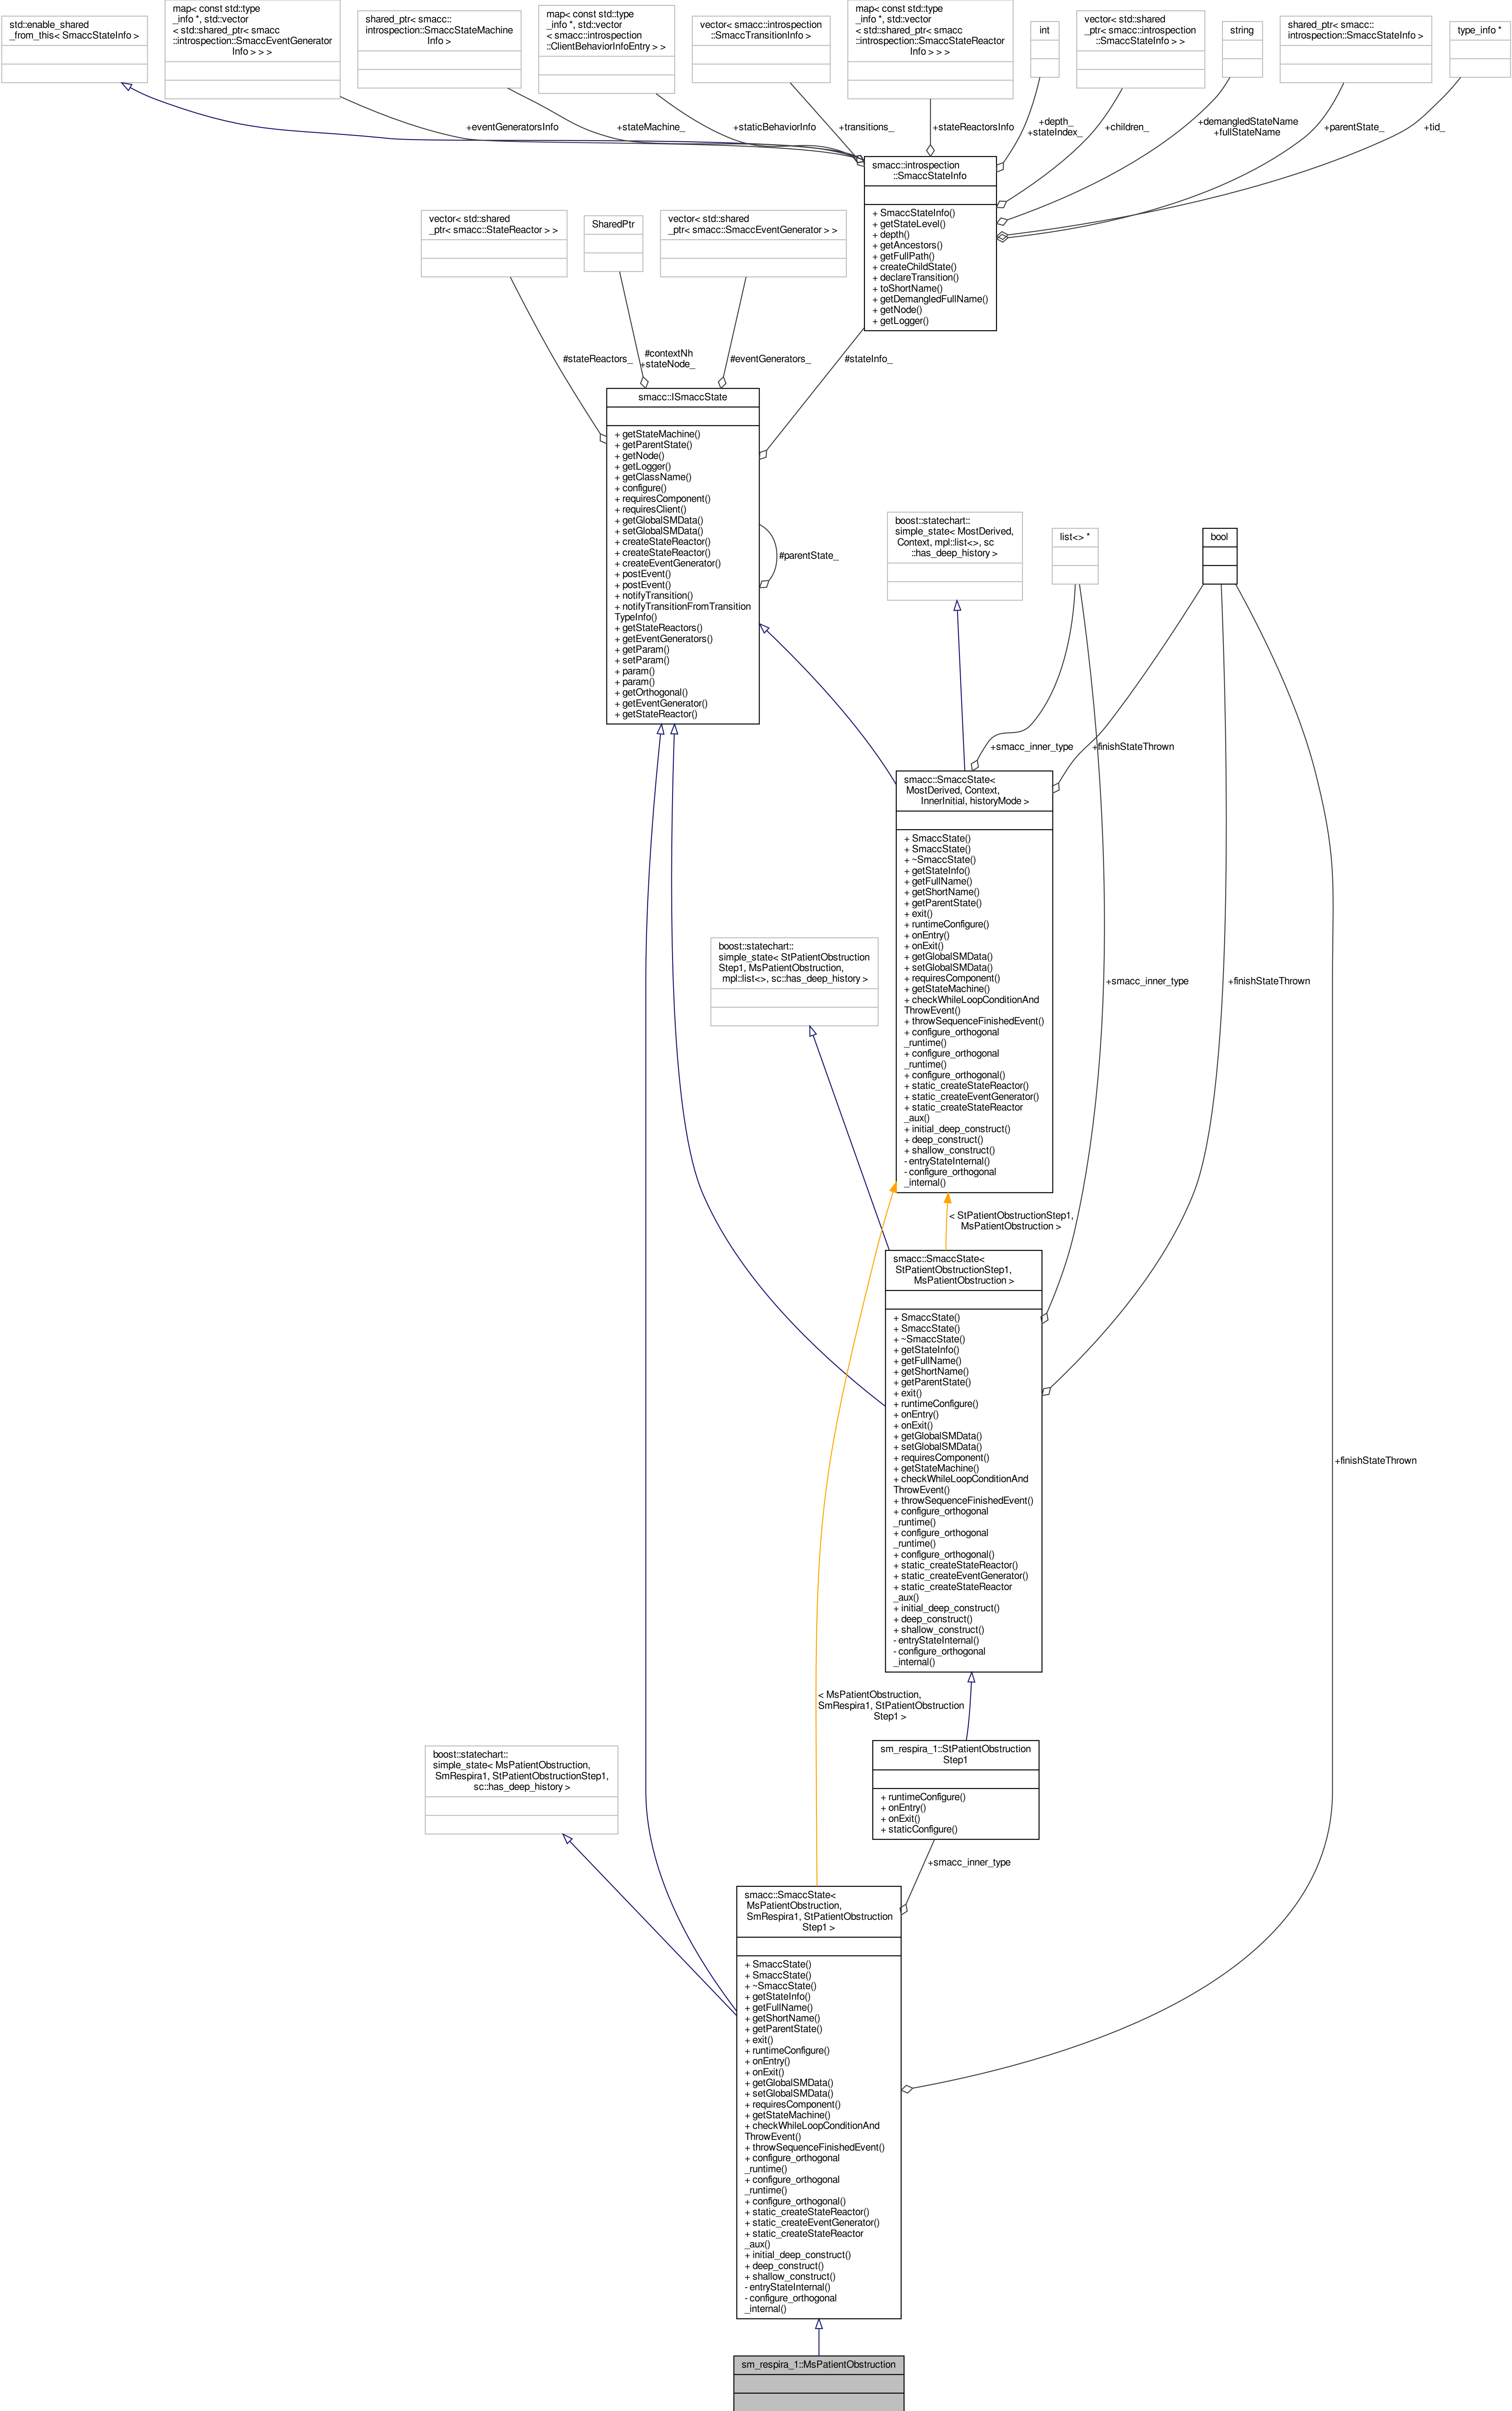 std::enable_shared
_from_this< SmaccStateInfo >
map< const std::type
_info *, std::vector
< std::shared_ptr< smacc
::introspection::SmaccEventGenerator
Info > > >
shared_ptr< smacc::
introspection::SmaccStateMachine
Info >
map< const std::type
_info *, std::vector
< smacc::introspection
::ClientBehaviorInfoEntry > >
vector< smacc::introspection
::SmaccTransitionInfo >
map< const std::type
_info *, std::vector
< std::shared_ptr< smacc
::introspection::SmaccStateReactor
Info > > >
int
vector< std::shared
_ptr< smacc::introspection
::SmaccStateInfo > >
string
shared_ptr< smacc::
introspection::SmaccStateInfo >
type_info *
+eventGeneratorsInfo
+stateMachine_
+staticBehaviorInfo
+transitions_
+stateReactorsInfo
+depth_
+stateIndex_
+children_
+demangledStateName
+fullStateName
+parentState_
+tid_
smacc::introspection
::SmaccStateInfo
+ SmaccStateInfo()
+ getStateLevel()
+ depth()
+ getAncestors()
+ getFullPath()
+ createChildState()
+ declareTransition()
+ toShortName()
+ getDemangledFullName()
+ getNode()
+ getLogger()
vector< std::shared
_ptr< smacc::StateReactor > >
SharedPtr
vector< std::shared
_ptr< smacc::SmaccEventGenerator > >
#stateReactors_
#contextNh
+stateNode_
#eventGenerators_
#stateInfo_
smacc::ISmaccState
+ getStateMachine()
+ getParentState()
+ getNode()
+ getLogger()
+ getClassName()
+ configure()
+ requiresComponent()
+ requiresClient()
+ getGlobalSMData()
+ setGlobalSMData()
+ createStateReactor()
+ createStateReactor()
+ createEventGenerator()
+ postEvent()
+ postEvent()
+ notifyTransition()
+ notifyTransitionFromTransition
TypeInfo()
+ getStateReactors()
+ getEventGenerators()
+ getParam()
+ setParam()
+ param()
+ param()
+ getOrthogonal()
+ getEventGenerator()
+ getStateReactor()
#parentState_
boost::statechart::
simple_state< MostDerived,
Context, mpl::list<>, sc
::has_deep_history >
list<> *
bool
+smacc_inner_type
+finishStateThrown
smacc::SmaccState<
MostDerived, Context,
InnerInitial, historyMode >
+ SmaccState()
+ SmaccState()
+ ~SmaccState()
+ getStateInfo()
+ getFullName()
+ getShortName()
+ getParentState()
+ exit()
+ runtimeConfigure()
+ onEntry()
+ onExit()
+ getGlobalSMData()
+ setGlobalSMData()
+ requiresComponent()
+ getStateMachine()
+ checkWhileLoopConditionAnd
ThrowEvent()
+ throwSequenceFinishedEvent()
+ configure_orthogonal
_runtime()
+ configure_orthogonal
_runtime()
+ configure_orthogonal()
+ static_createStateReactor()
+ static_createEventGenerator()
+ static_createStateReactor
_aux()
+ initial_deep_construct()
+ deep_construct()
+ shallow_construct()
- entryStateInternal()
- configure_orthogonal
_internal()
boost::statechart::
simple_state< StPatientObstruction
Step1, MsPatientObstruction,
mpl::list<>, sc::has_deep_history >
+smacc_inner_type
+finishStateThrown
< StPatientObstructionStep1,
MsPatientObstruction >
smacc::SmaccState<
StPatientObstructionStep1,
MsPatientObstruction >
+ SmaccState()
+ SmaccState()
+ ~SmaccState()
+ getStateInfo()
+ getFullName()
+ getShortName()
+ getParentState()
+ exit()
+ runtimeConfigure()
+ onEntry()
+ onExit()
+ getGlobalSMData()
+ setGlobalSMData()
+ requiresComponent()
+ getStateMachine()
+ checkWhileLoopConditionAnd
ThrowEvent()
+ throwSequenceFinishedEvent()
+ configure_orthogonal
_runtime()
+ configure_orthogonal
_runtime()
+ configure_orthogonal()
+ static_createStateReactor()
+ static_createEventGenerator()
+ static_createStateReactor
_aux()
+ initial_deep_construct()
+ deep_construct()
+ shallow_construct()
- entryStateInternal()
- configure_orthogonal
_internal()
+finishStateThrown
< MsPatientObstruction,
SmRespira1, StPatientObstruction
Step1 >
boost::statechart::
simple_state< MsPatientObstruction,
SmRespira1, StPatientObstructionStep1,
sc::has_deep_history >
sm_respira_1::StPatientObstruction
Step1
+ runtimeConfigure()
+ onEntry()
+ onExit()
+ staticConfigure()
+smacc_inner_type
smacc::SmaccState<
MsPatientObstruction,
SmRespira1, StPatientObstruction
Step1 >
+ SmaccState()
+ SmaccState()
+ ~SmaccState()
+ getStateInfo()
+ getFullName()
+ getShortName()
+ getParentState()
+ exit()
+ runtimeConfigure()
+ onEntry()
+ onExit()
+ getGlobalSMData()
+ setGlobalSMData()
+ requiresComponent()
+ getStateMachine()
+ checkWhileLoopConditionAnd
ThrowEvent()
+ throwSequenceFinishedEvent()
+ configure_orthogonal
_runtime()
+ configure_orthogonal
_runtime()
+ configure_orthogonal()
+ static_createStateReactor()
+ static_createEventGenerator()
+ static_createStateReactor
_aux()
+ initial_deep_construct()
+ deep_construct()
+ shallow_construct()
- entryStateInternal()
- configure_orthogonal
_internal()
sm_respira_1::MsPatientObstruction